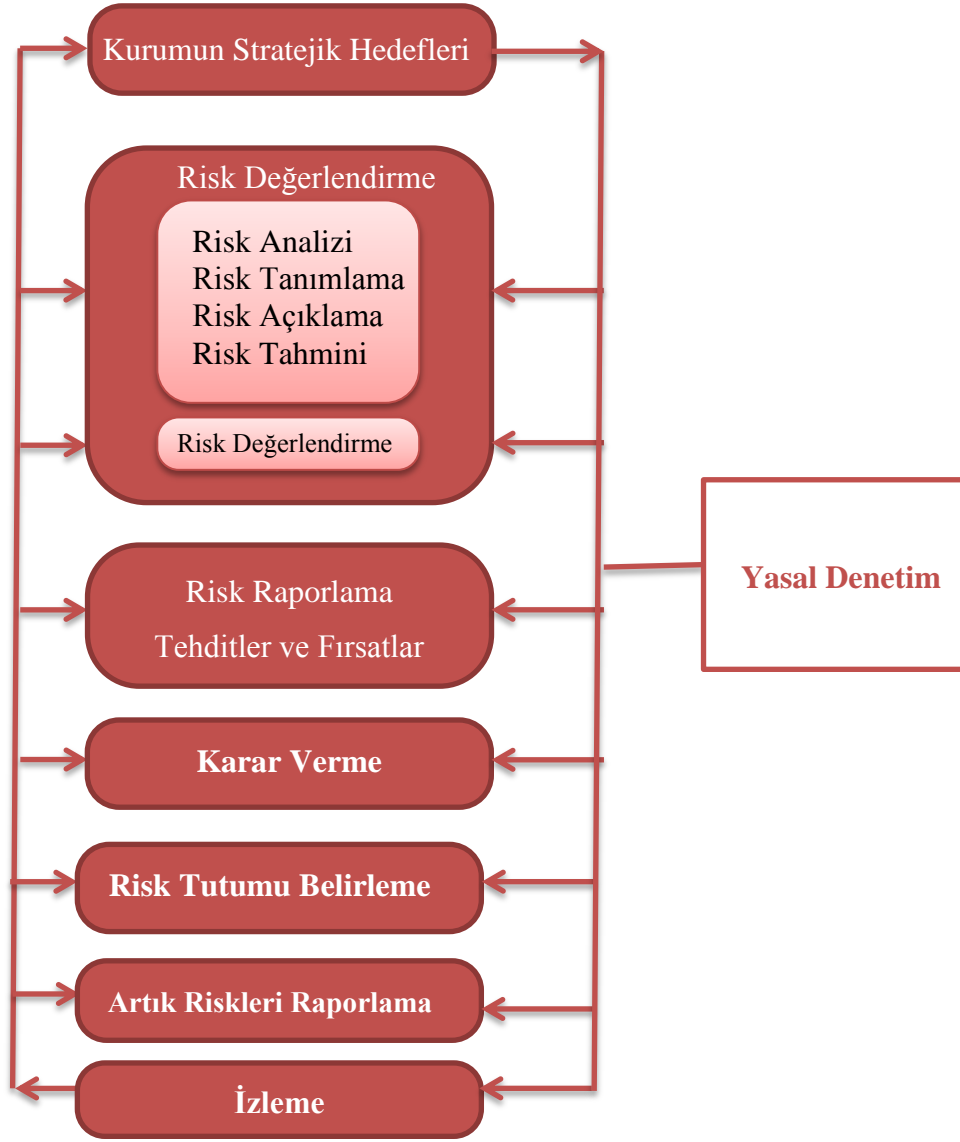 Kurumun Stratejik Hedefleri
Risk Değerlendirme
Risk Analizi
Risk Tanımlama
Risk Açıklama
Risk Tahmini
Risk Değerlendirme
Risk Raporlama
Tehditler ve Fırsatlar
Karar Verme
Risk Tutumu Belirleme
Artık Riskleri Raporlama
İzleme
Yasal Denetim